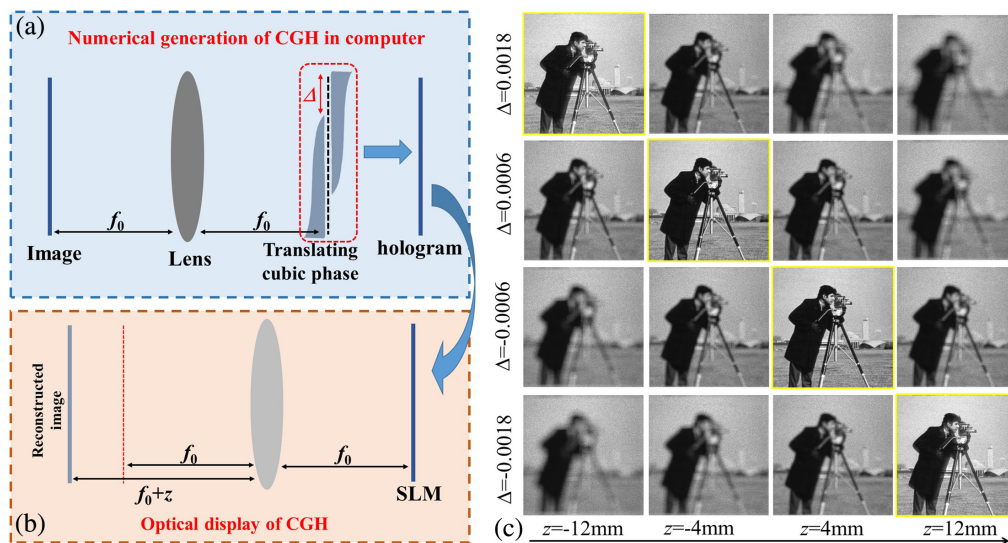 (a)
Numerical generation of CGH in computer
Δ
f₀
f₀
Image
Lens
Translating
cubic phase
hologram
Reconstructed
image
f₀
f₀
f₀+z
SLM
(b)
Optical display of CGH
Δ=0.0018
Δ=0.0006
Δ=-0.0006
Δ=-0.0018
(c)
z=-12mm
z=-4mm
z=4mm
z=12mm